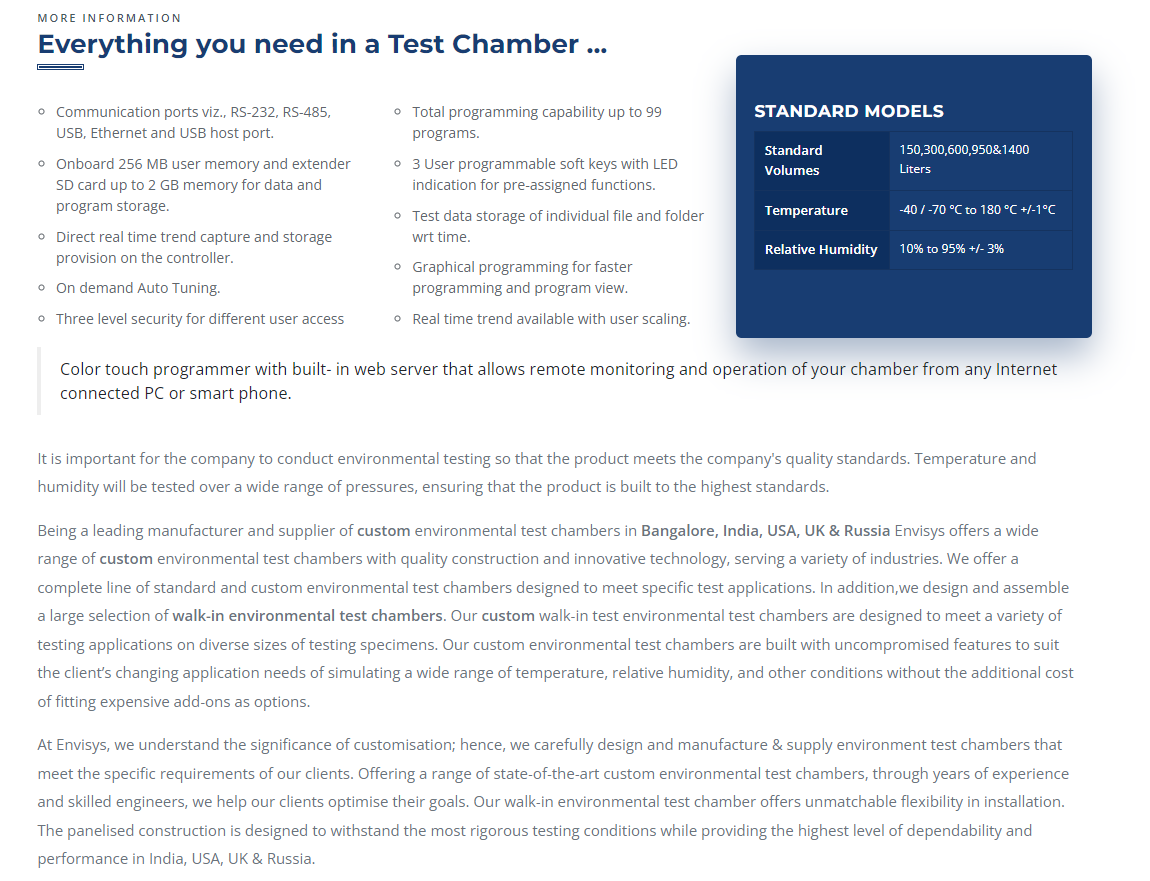 MORE INFORMATION
Everything you need in a Test Chamber ...
Communication ports viz., RS-232, RS-485,
USB, Ethernet and USB host port.
Onboard 256 MB user memory and extender
SD card up to 2 GB memory for data and
program storage.
Direct real time trend capture and storage
provision on the controller.
On demand Auto Tuning.
Three level security for different user access
Total programming capability up to 99
programs.
3 User programmable soft keys with LED
indication for pre-assigned functions.
Test data storage of individual file and folder
wrt time.
Graphical programming for faster
programming and program view.
Real time trend available with user scaling.
STANDARD MODELS
Standard Volumes 150,300,600,950&1400 Liters
Temperature -40 / -70 °C to 180 °C +/-1°C
Relative Humidity 10% to 95% +/- 3%
Color touch programmer with built- in web server that allows remote monitoring and operation of your chamber from any Internet
connected PC or smart phone.
It is important for the company to conduct environmental testing so that the product meets the company's quality standards. Temperature and
humidity will be tested over a wide range of pressures, ensuring that the product is built to the highest standards.
Being a leading manufacturer and supplier of custom environmental test chambers in Bangalore, India, USA, UK & Russia Envisys offers a wide
range of custom environmental test chambers with quality construction and innovative technology, serving a variety of industries. We offer a
complete line of standard and custom environmental test chambers designed to meet specific test applications. In addition,we design and assemble
a large selection of walk-in environmental test chambers. Our custom walk-in test environmental test chambers are designed to meet a variety of
testing applications on diverse sizes of testing specimens. Our custom environmental test chambers are built with uncompromised features to suit
the client’s changing application needs of simulating a wide range of temperature, relative humidity, and other conditions without the additional cost
of fitting expensive add-ons as options.
At Envisys, we understand the significance of customisation; hence, we carefully design and manufacture & supply environment test chambers that
meet the specific requirements of our clients. Offering a range of state-of-the-art custom environmental test chambers, through years of experience
and skilled engineers, we help our clients optimise their goals. Our walk-in environmental test chamber offers unmatchable flexibility in installation.
The panelised construction is designed to withstand the most rigorous testing conditions while providing the highest level of dependability and
performance in India, USA, UK & Russia.